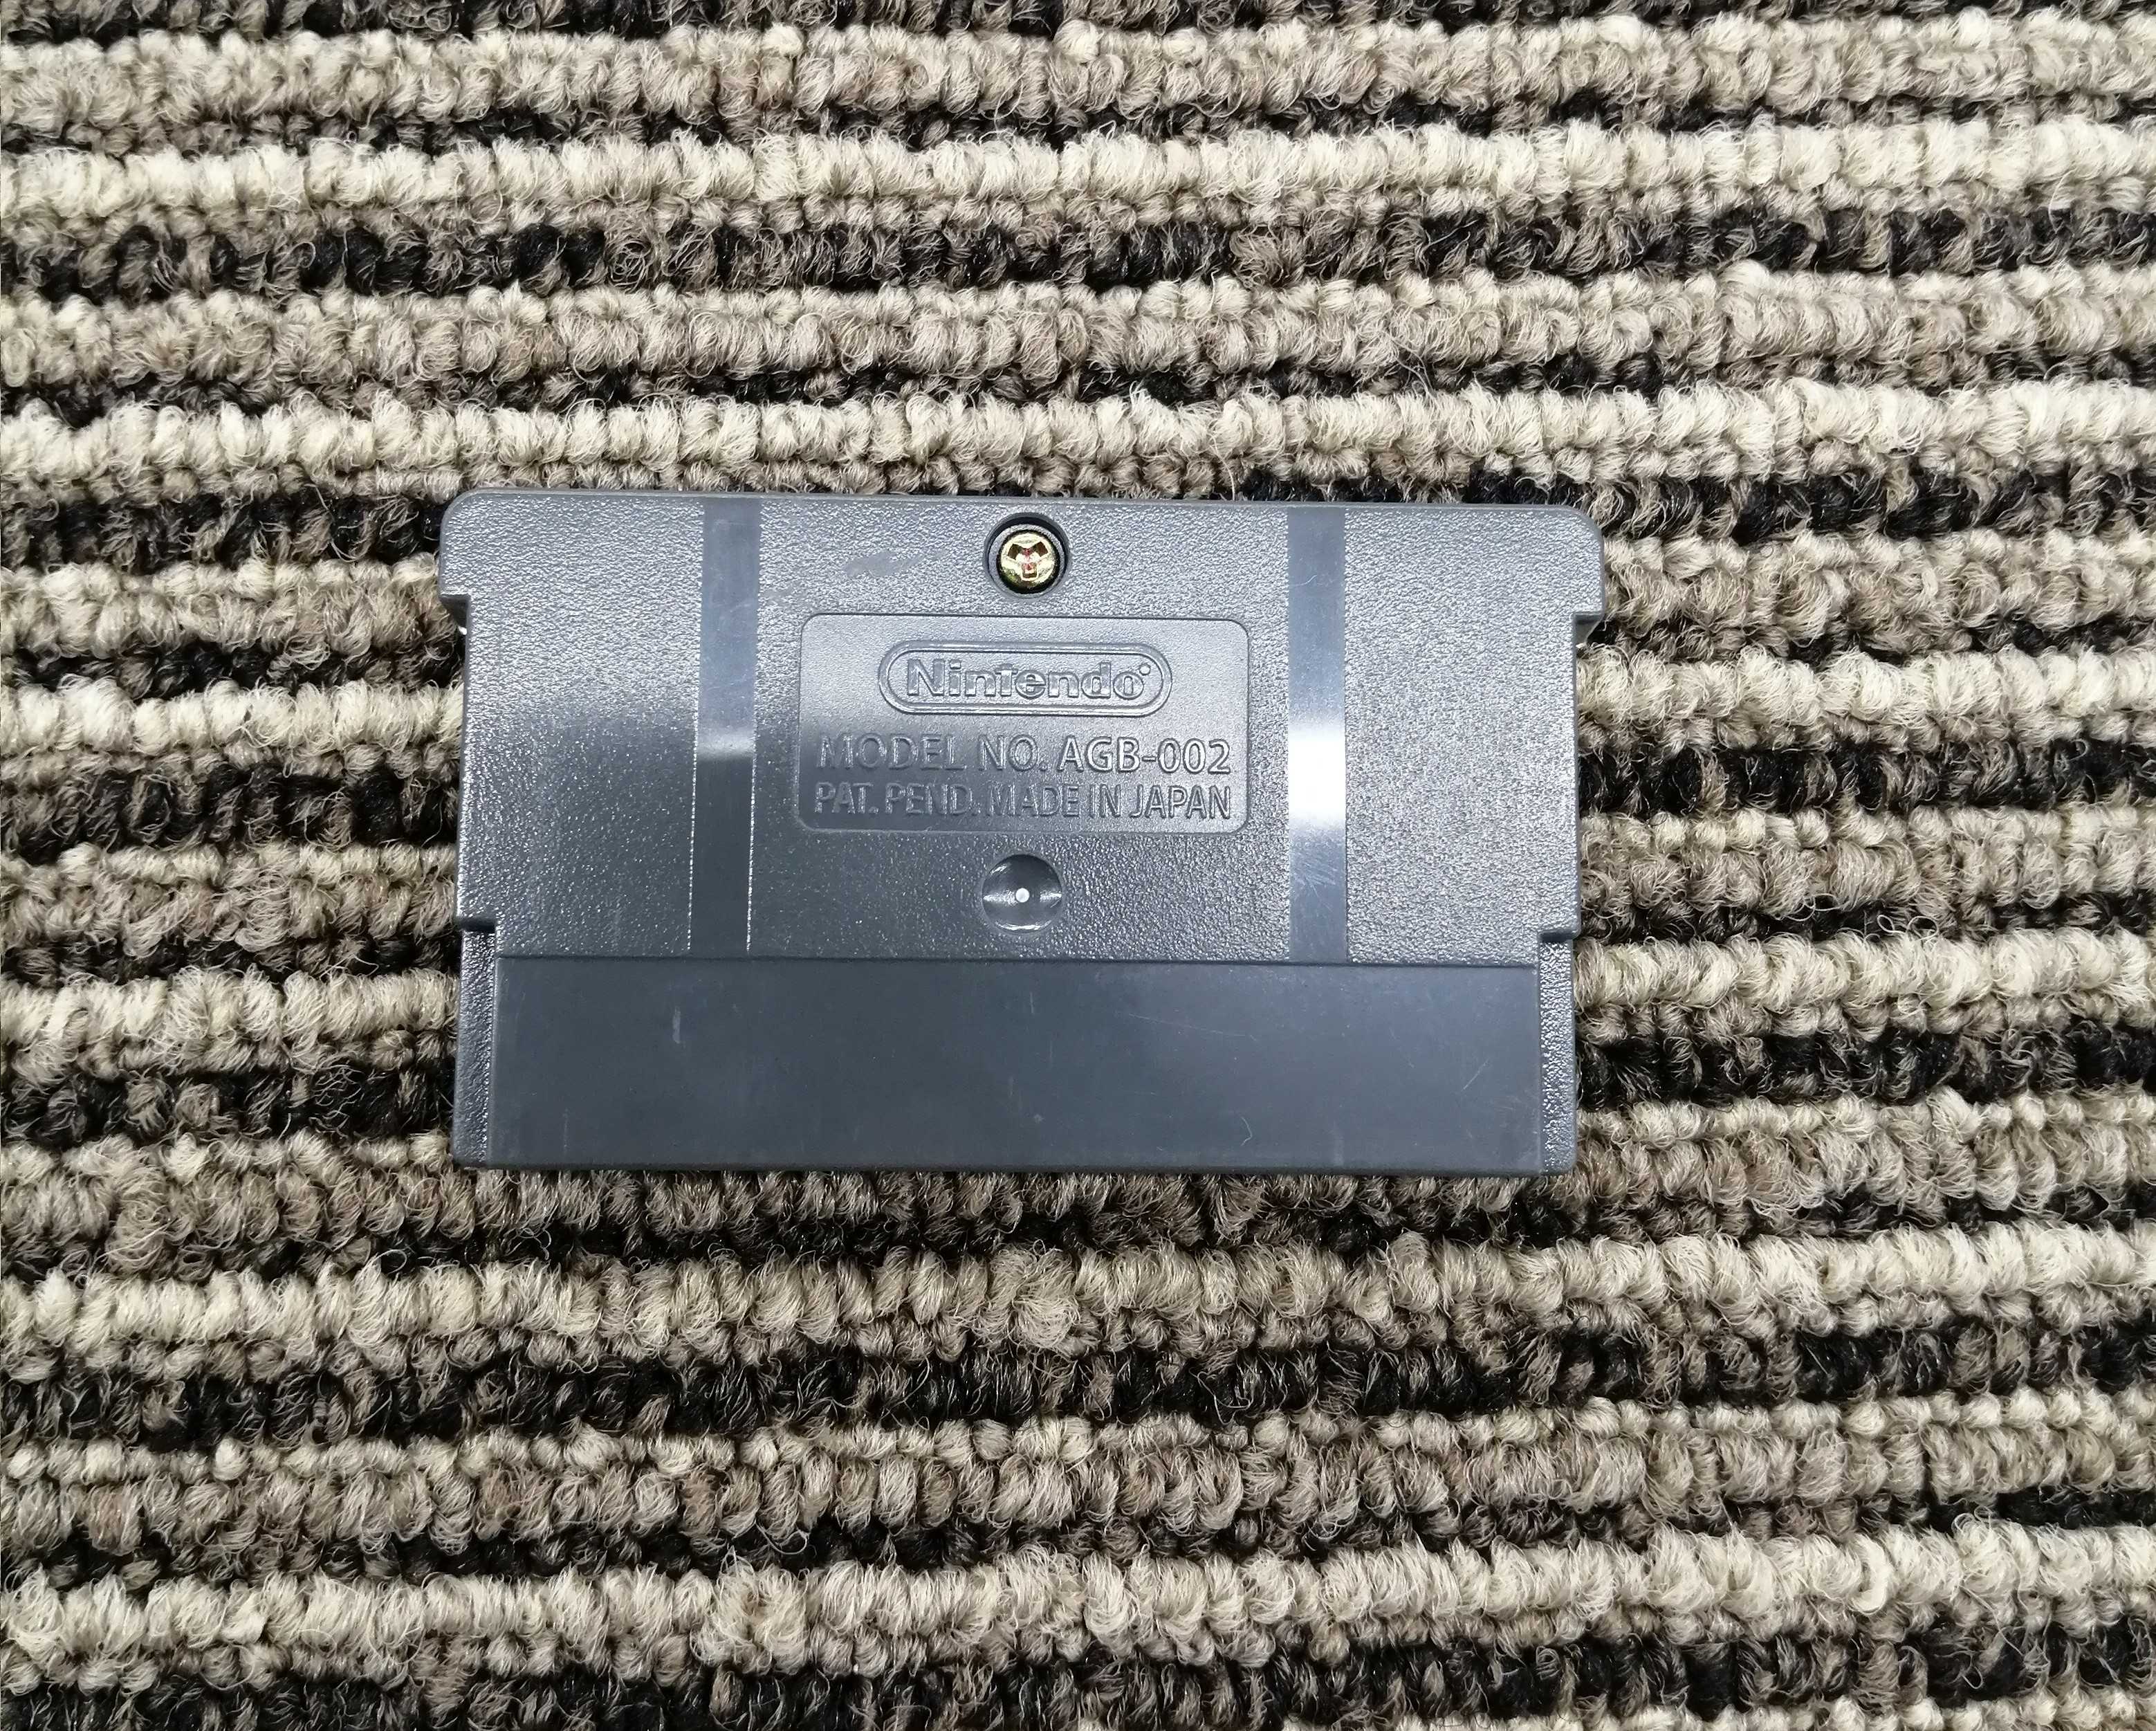 Nintendo
MODEL NO. AGB-002
PAT. PEND. MADE IN JAPAN